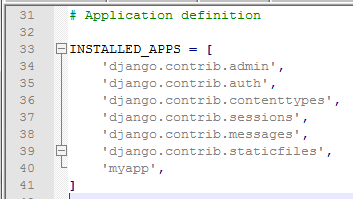 31 # Application definition
32
33 INSTALLED_APPS = [
34 'django.contrib.admin',
35 'django.contrib.auth',
36 'django.contrib.contenttypes',
37 'django.contrib.sessions',
38 'django.contrib.messages',
39 'django.contrib.staticfiles',
40 'myapp',
41 ]